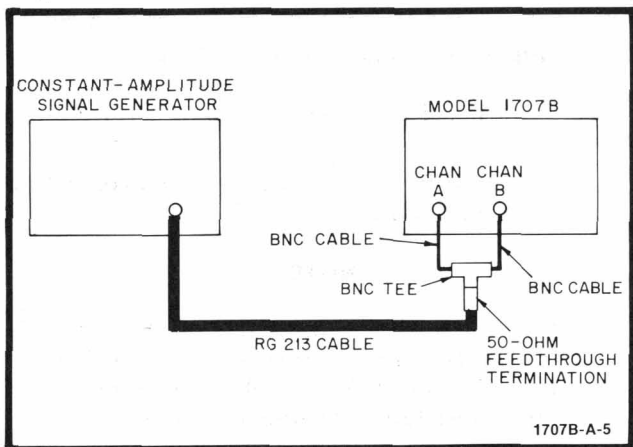 CONSTANT-AMPLITUDE
SIGNAL GENERATOR
MODEL 1707B
CHAN
A
CHAN
B
BNC CABLE
BNC TEE
BNC CABLE
RG 213 CABLE
50-OHM
FEEDTHROUGH
TERMINATION
1707B-A-5